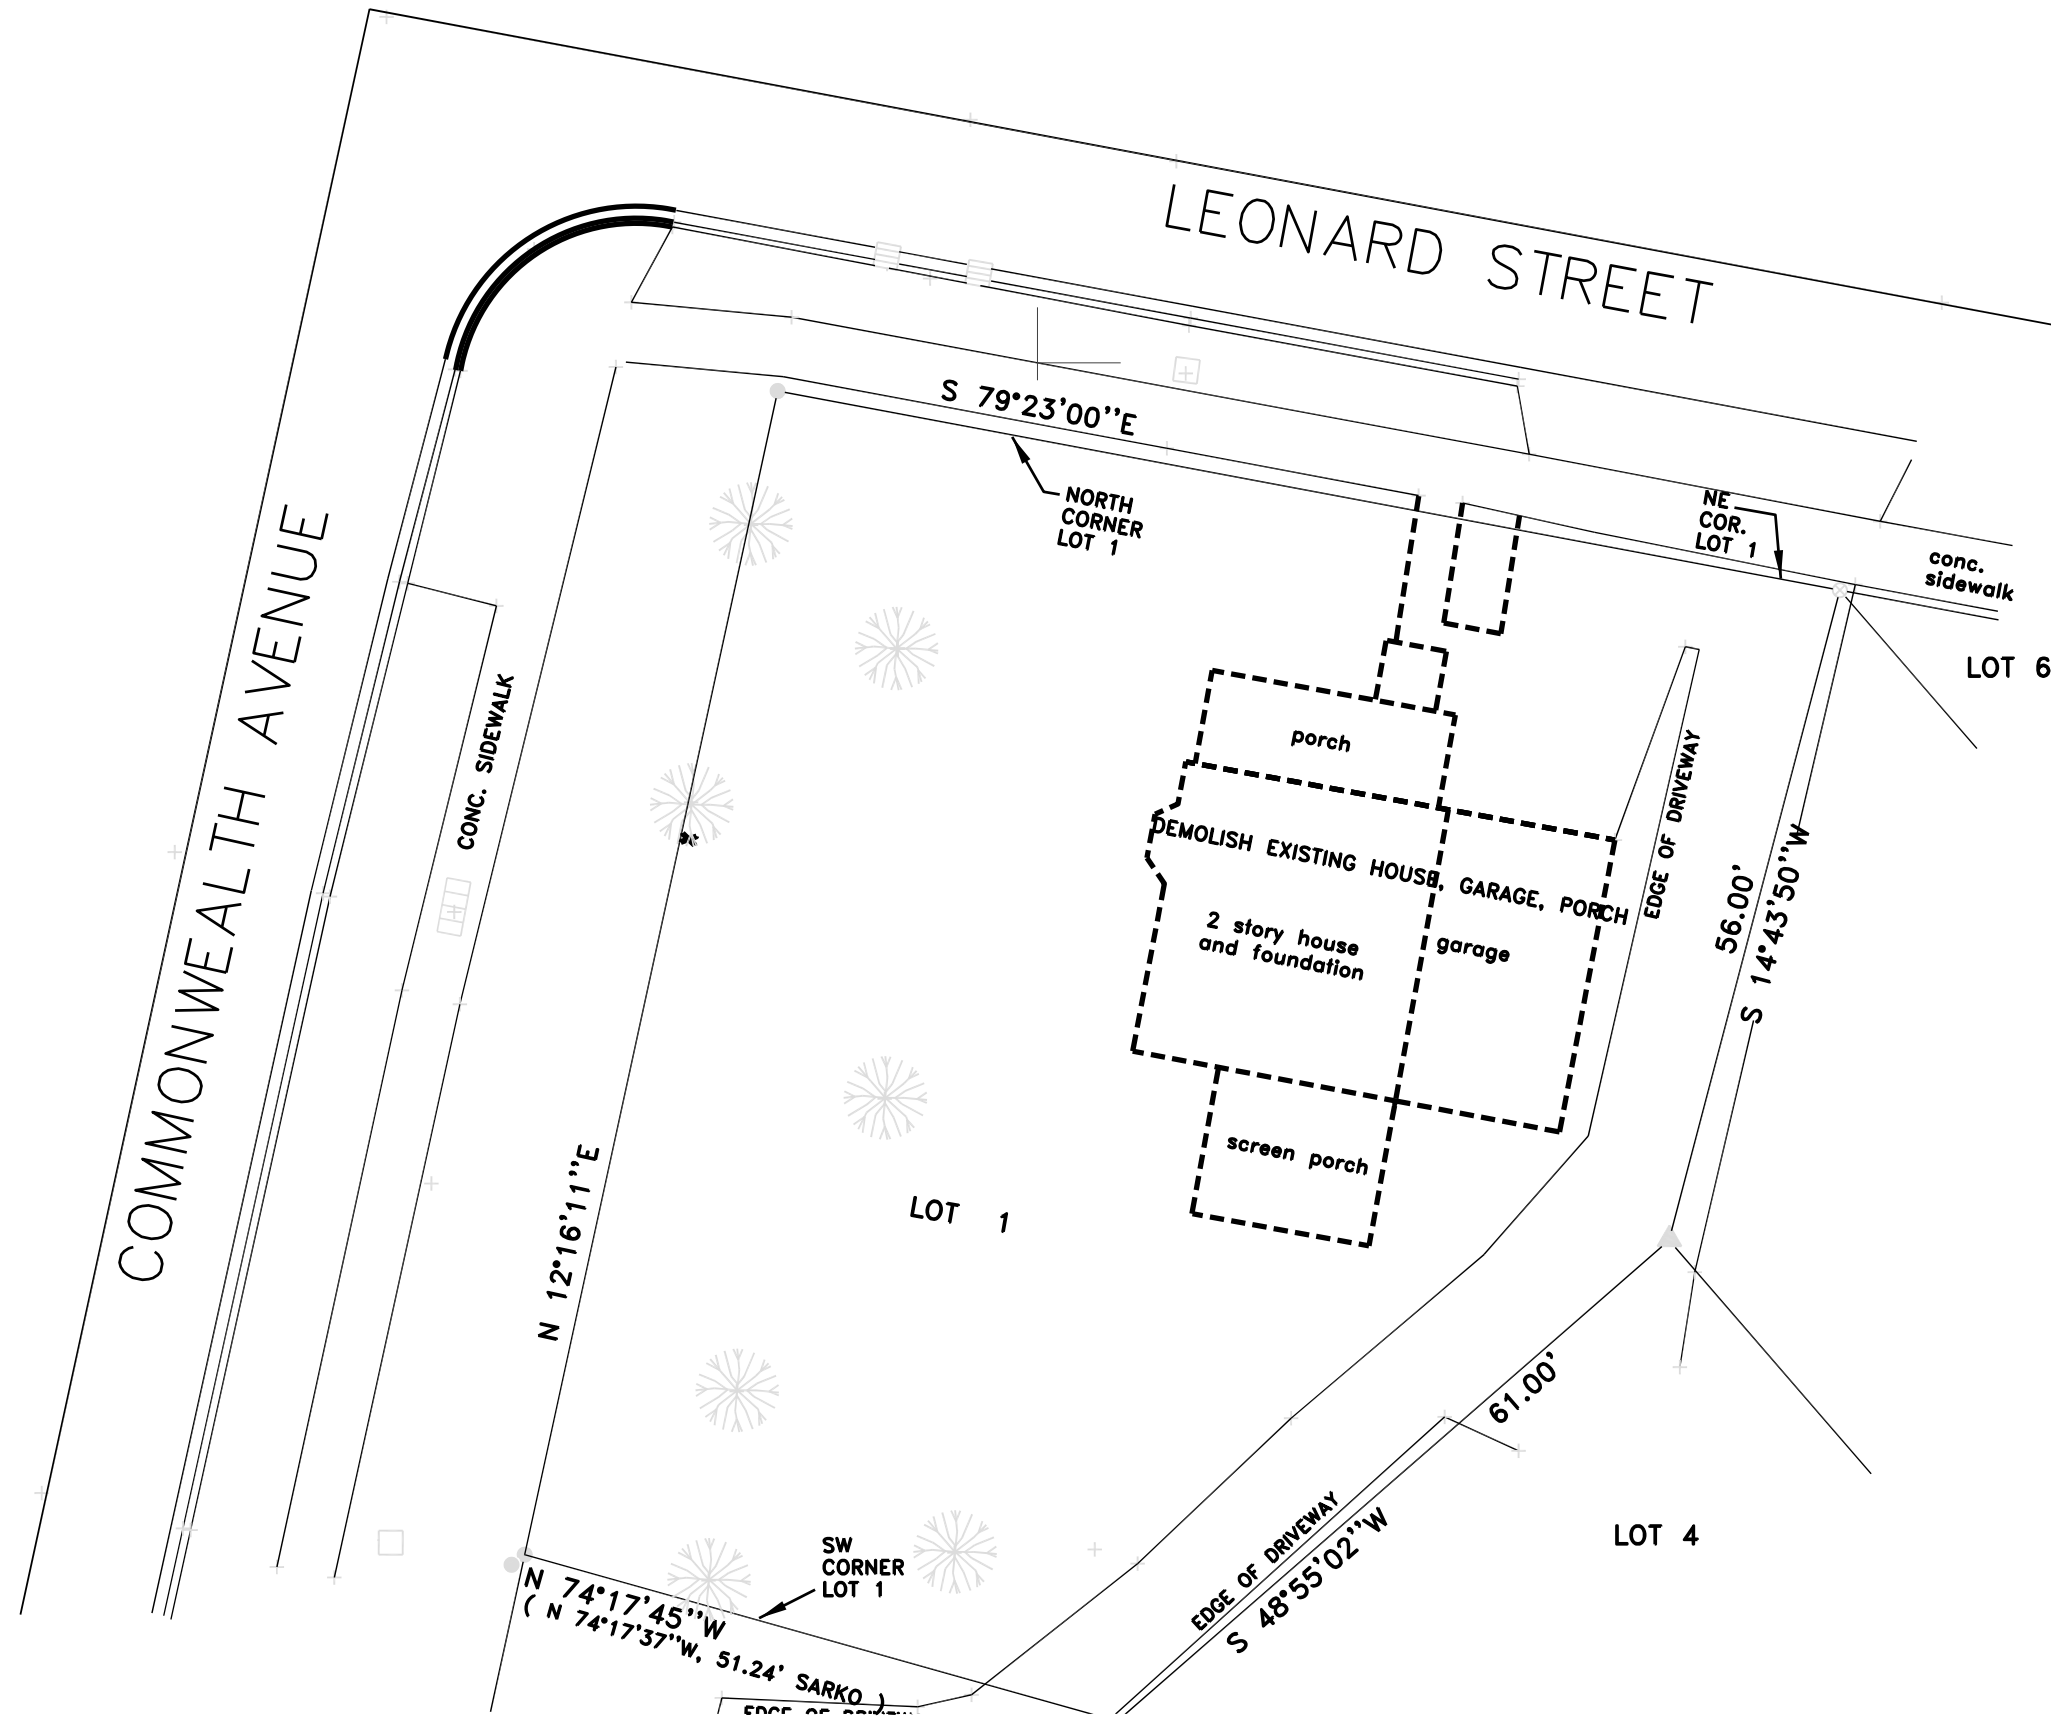 LEONARD STREET
S 79°23'00''E
NORTH
CORNER
LOT 1
NE
COR.
LOT 1
conc.
sidewalk
LOT 6
COMMONWEALTH AVENUE
CONC. SIDEWALK
porch
DEMOLISH EXISTING HOUSE, GARAGE, PORCH
2 story house
and foundation
garage
EDGE OF DRIVEWAY
56.00'
S 14°43'50''W
screen porch
LOT 1
N 12°16'11''E
61.00'
EDGE OF DRIVEWAY
S 48°55'02''W
LOT 4
SW
CORNER
LOT 1
N 74°17'45''W
( N 74°17'37''W, 51.24' SARKO )